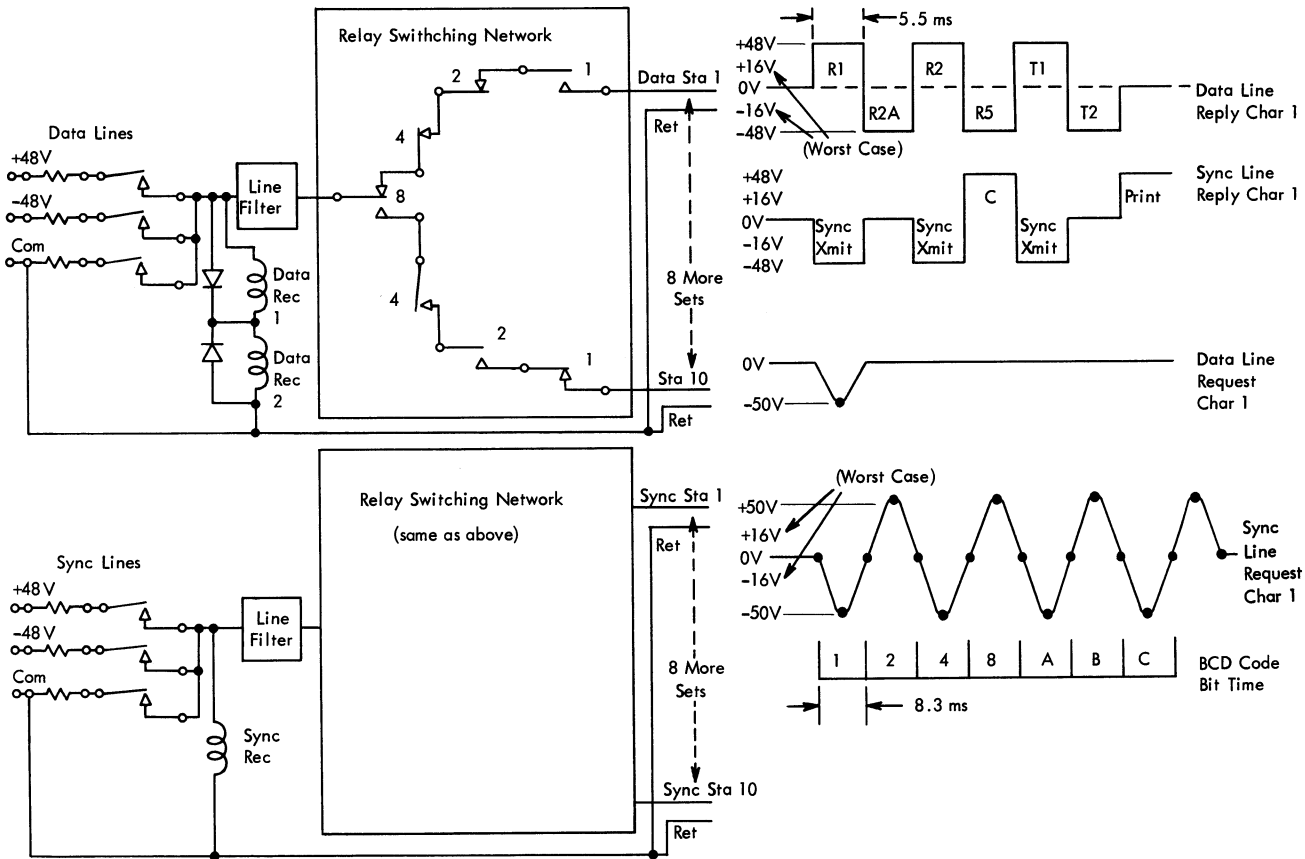 Relay Swithching Network
8
4
2
1
4
2
1
Data Lines
+48V
–48V
Com
Line
Filter
Data
Rec
1
Data
Rec
2
Data Sta 1
Ret
8 More
Sets
Sta 10
Ret
5.5 ms
+48V
+16V
0V
–16V
–48V
(Worst Case)
R1
R2A
R2
R5
T1
T2
Data Line
Reply Char 1
+48V
+16V
0V
–16V
–48V
Sync
Xmit
Sync
Xmit
C
Sync
Xmit
Print
Sync Line
Reply Char 1
0V
–50V
Data Line
Request
Char 1
Relay Switching Network
(same as above)
Sync Lines
+48V
–48V
Com
Line
Filter
Sync
Rec
Sync Sta 1
Ret
8 More
Sets
Sync Sta 10
Ret
(Worst Case)
+50V
+16V
0V
–16V
–50V
Sync
Line
Request
Char 1
1 2 4 8 A B C
BCD Code
Bit Time
8.3 ms